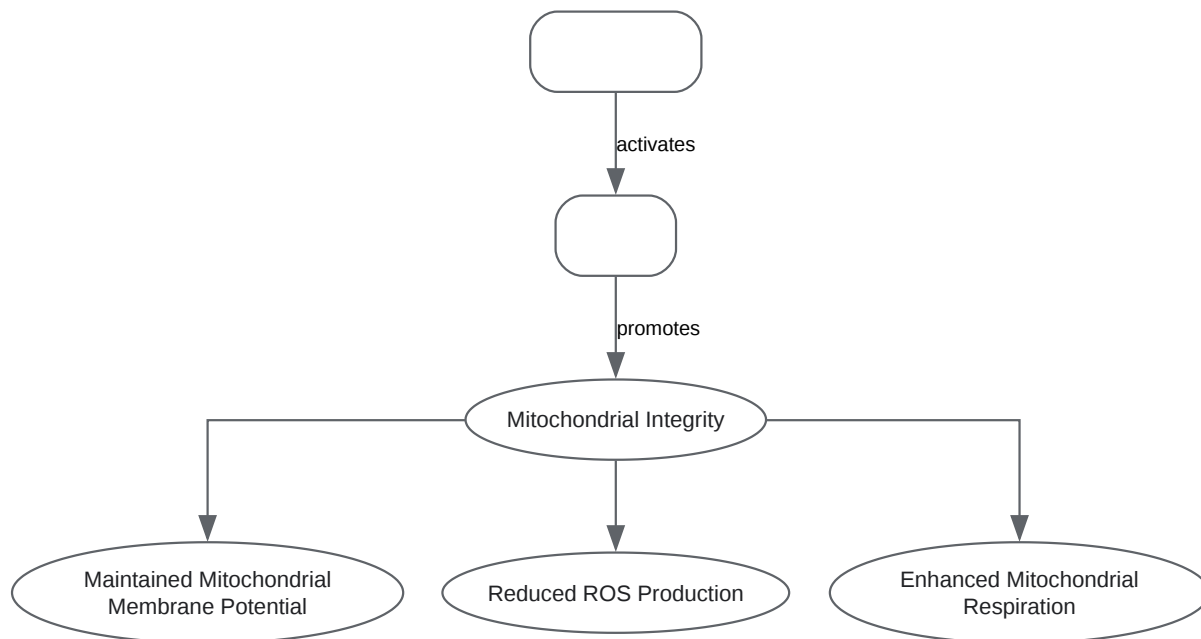 activates
promotes
Mitochondrial Integrity
Maintained Mitochondrial
Membrane Potential
Reduced ROS Production
Enhanced Mitochondrial
Respiration